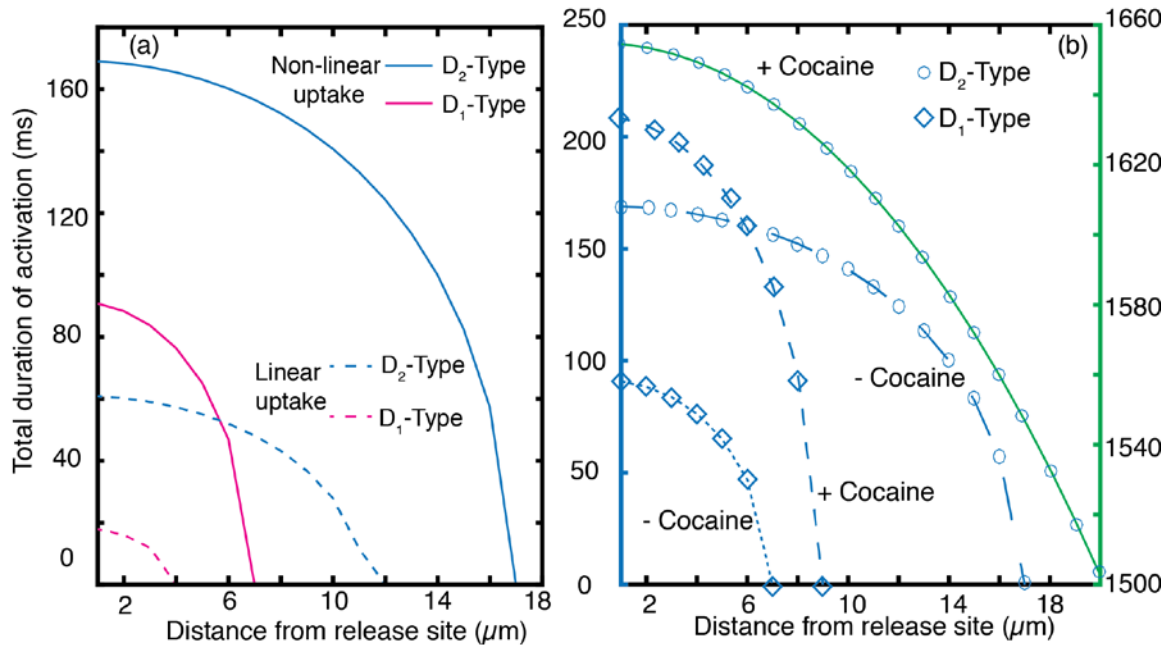 Total duration of activation (ms)
160
120
80
40
0
(a)
Non-linear
uptake
D₂-Type
D₁-Type
Linear
uptake
D₂-Type
D₁-Type
2 6 10 14 18
Distance from release site (µm)
250
200
150
100
50
0
(b)
+ Cocaine
D₂-Type
D₁-Type
- Cocaine
+ Cocaine
- Cocaine
2 6 10 14 18
Distance from release site (µm)
1660
1620
1580
1540
1500